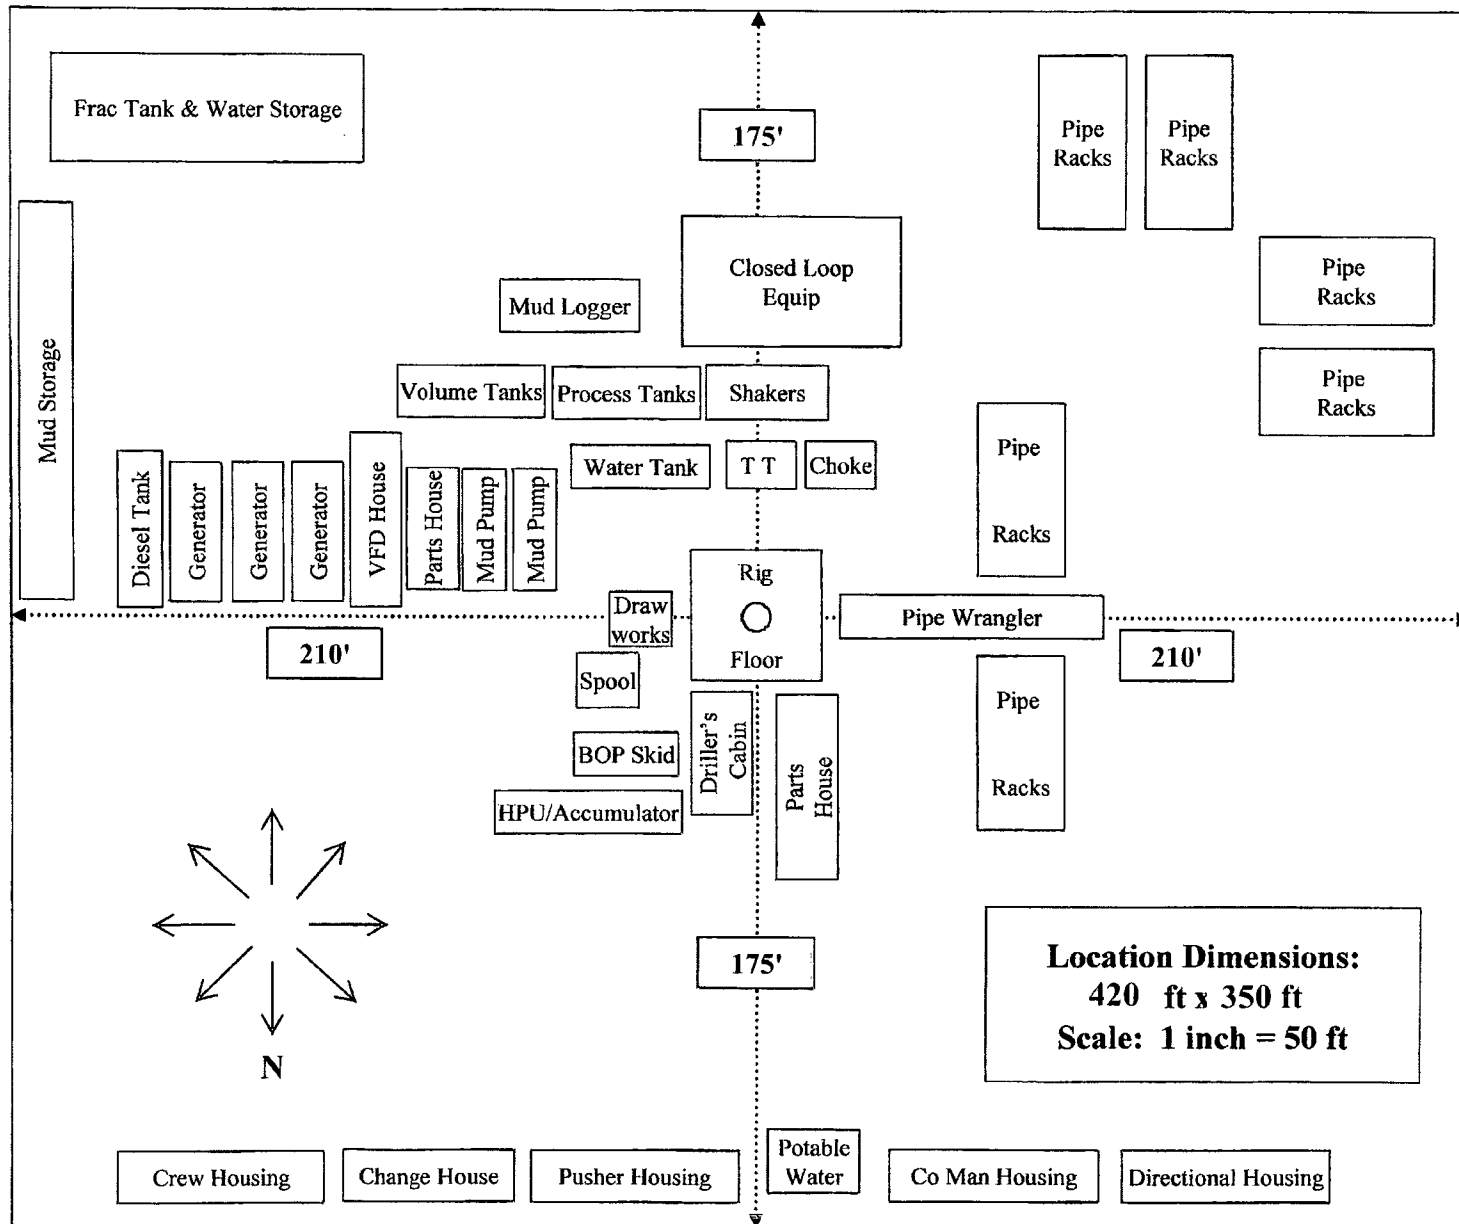 175'
Frac Tank & Water Storage
Pipe
Racks
Pipe
Racks
Closed Loop
Equip
Pipe
Racks
Mud Logger
Mud Storage
Volume Tanks
Process Tanks
Shakers
Pipe
Racks
Water Tank
T T
Choke
Pipe
Racks
Diesel Tank
Generator
Generator
Generator
VFD House
Parts House
Mud Pump
Mud Pump
Rig
Floor
Draw
works
Pipe Wrangler
210'
210'
Spool
Driller's
Cabin
Parts
House
Pipe
Racks
BOP Skid
HPU/Accumulator
175'
N
Location Dimensions:
420 ft x 350 ft
Scale: 1 inch = 50 ft
Crew Housing
Change House
Pusher Housing
Potable
Water
Co Man Housing
Directional Housing